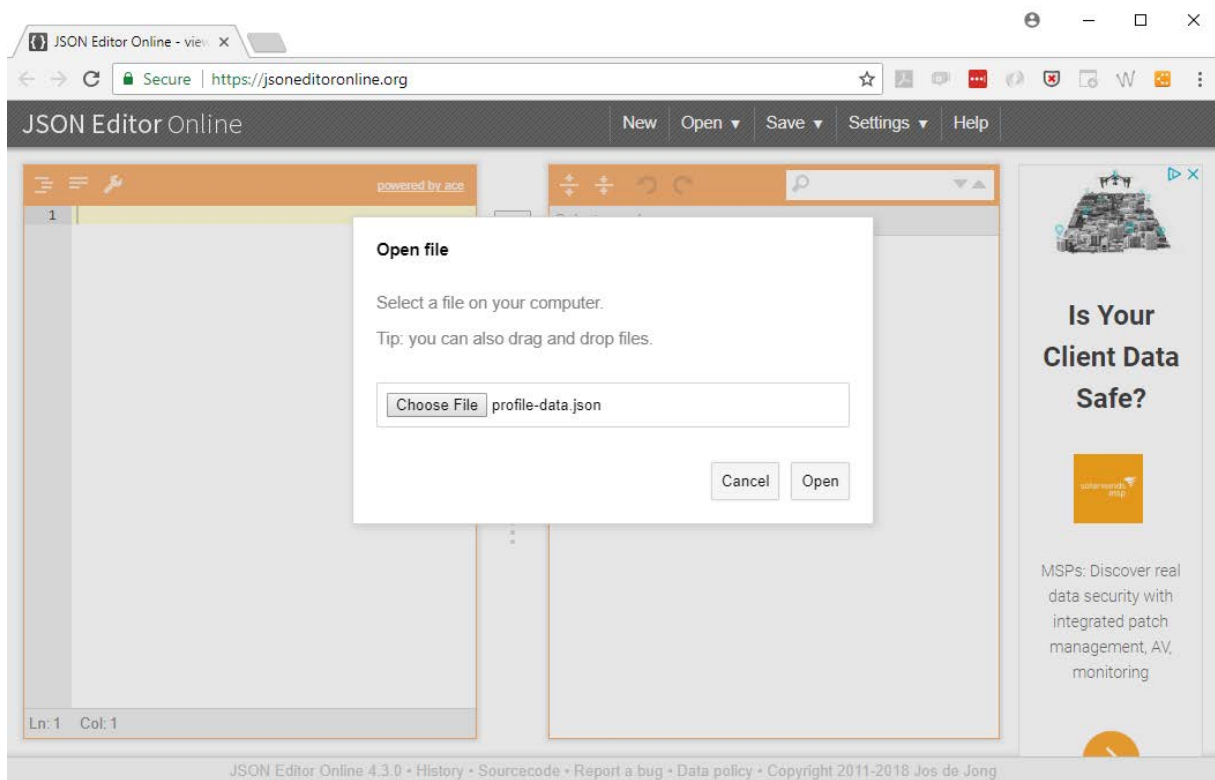 JSON Editor Online - view
Secure | https://jsoneditoronline.org
JSON Editor Online
New Open ▾ Save ▾ Settings ▾ Help
powered by ace
1
Open file
Select a file on your computer.
Tip: you can also drag and drop files.
Choose File profile-data.json
Cancel Open
Ln: 1 Col: 1
Is Your
Client Data
Safe?
solarwinds
msp
MSPs: Discover real
data security with
integrated patch
management, AV,
monitoring
JSON Editor Online 4.3.0 • History • Sourcecode • Report a bug • Data policy • Copyright 2011-2018 Jos de Jong